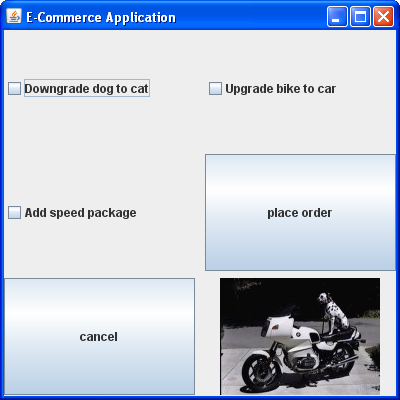 E-Commerce Application
Downgrade dog to cat
Upgrade bike to car
Add speed package
place order
cancel